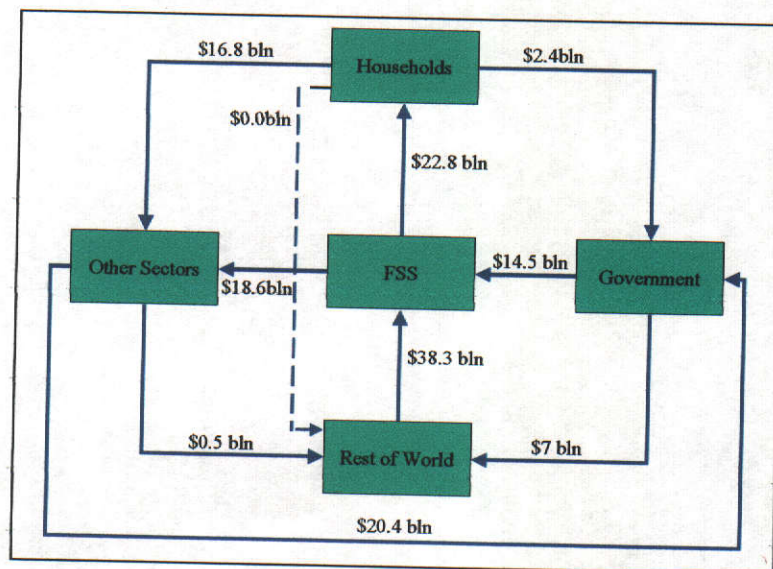 $16.8 bln
Households
$2.4bln
$0.0bln
$22.8 bln
Other Sectors
$18.6bln
FSS
$14.5 bln
Government
$38.3 bln
$0.5 bln
Rest of World
$7 bln
$20.4 bln